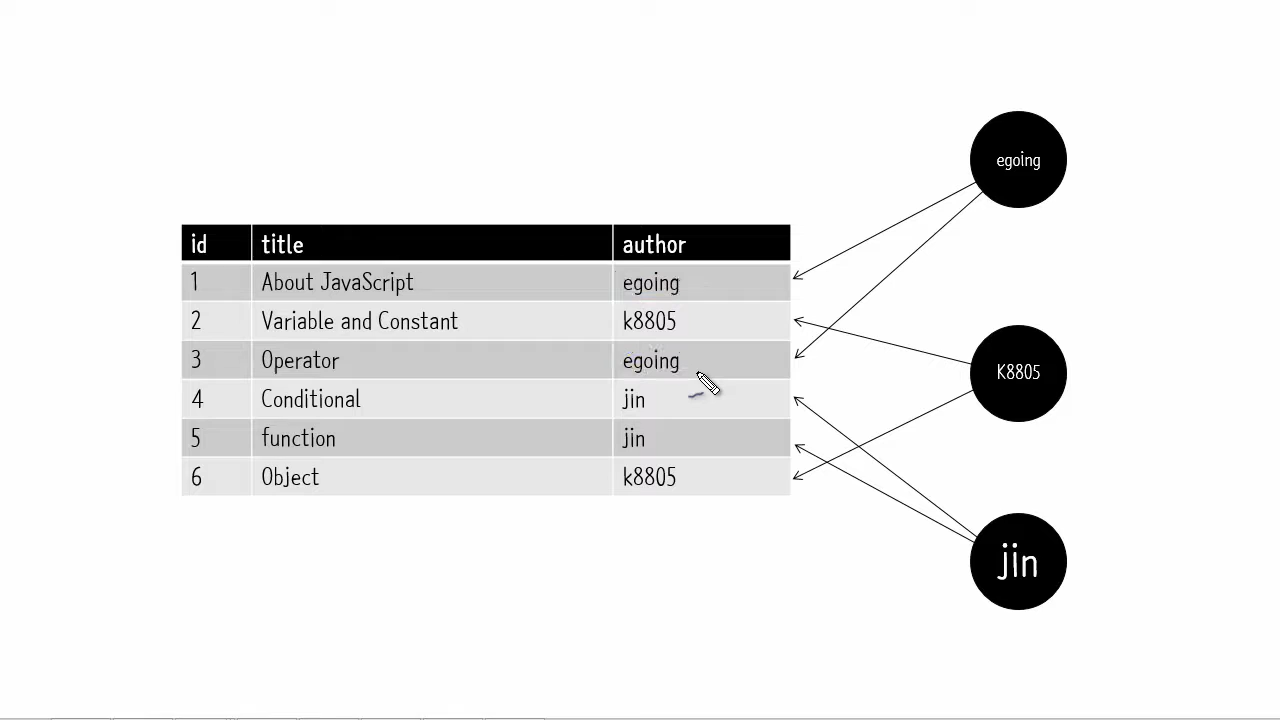 egoing
id title author
1 About JavaScript egoing
2 Variable and Constant k8805
3 Operator egoing
K8805
4 Conditional jin
5 function jin
6 Object k8805
jin